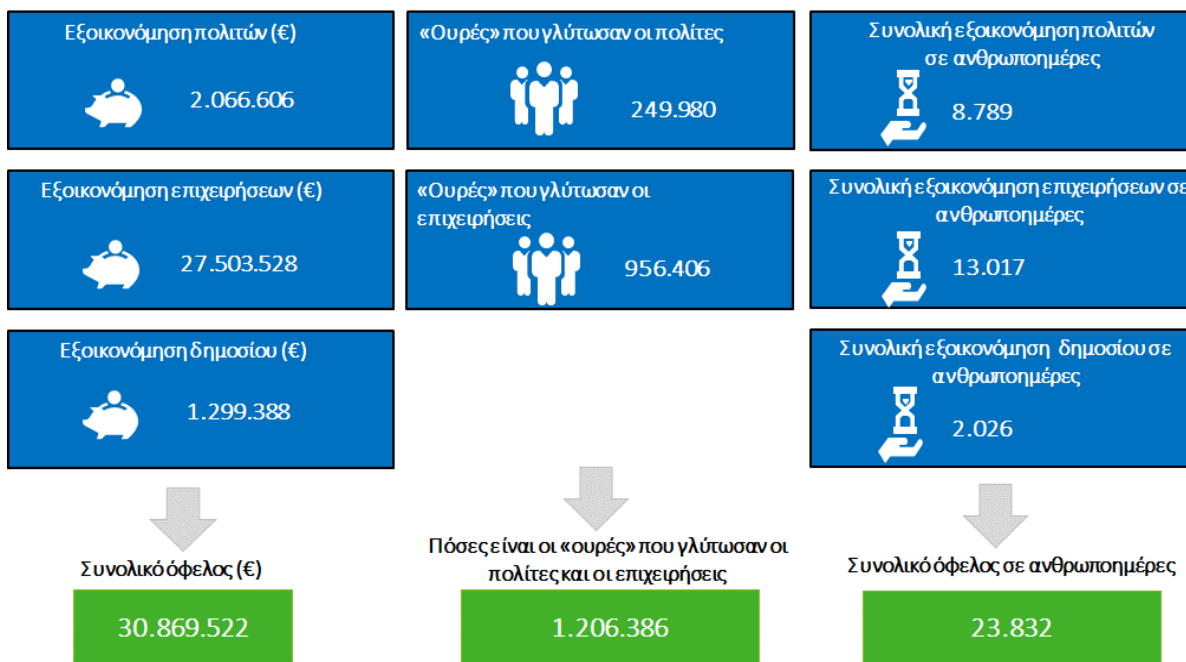 Εξοικονόμηση πολιτών (€)
2.066.606
«Ουρές» που γλύτωσαν οι πολίτες
249.980
Συνολική εξοικονόμηση πολιτών
σε ανθρωποημέρες
8.789
Εξοικονόμηση επιχειρήσεων (€)
27.503.528
«Ουρές» που γλύτωσαν οι
επιχειρήσεις
956.406
Συνολική εξοικονόμηση επιχειρήσεων σε
ανθρωποημέρες
13.017
Εξοικονόμηση δημοσίου (€)
1.299.388
Συνολική εξοικονόμηση δημοσίου σε
ανθρωποημέρες
2.026
Συνολικό όφελος (€)
30.869.522
Πόσες είναι οι «ουρές» που γλύτωσαν οι
πολίτες και οι επιχειρήσεις
1.206.386
Συνολικό όφελος σε ανθρωποημέρες
23.832